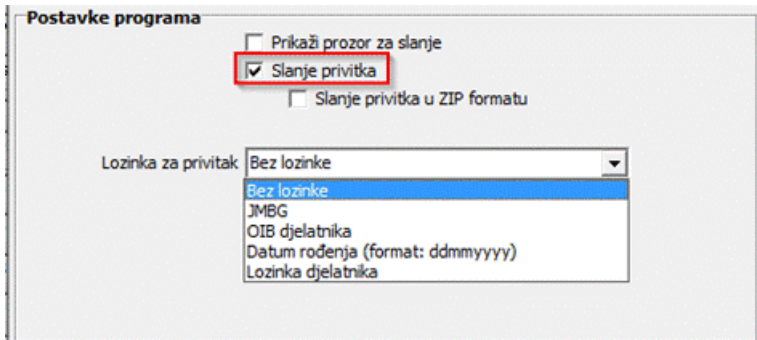 Postavke programa
Prikaži prozor za slanje
Slanje privitka
Slanje privitka u ZIP formatu
Lozinka za privitak Bez lozinke
Bez lozinke
JMBG
OIB djelatnika
Datum rođenja (format: ddmmyyyy)
Lozinka djelatnika